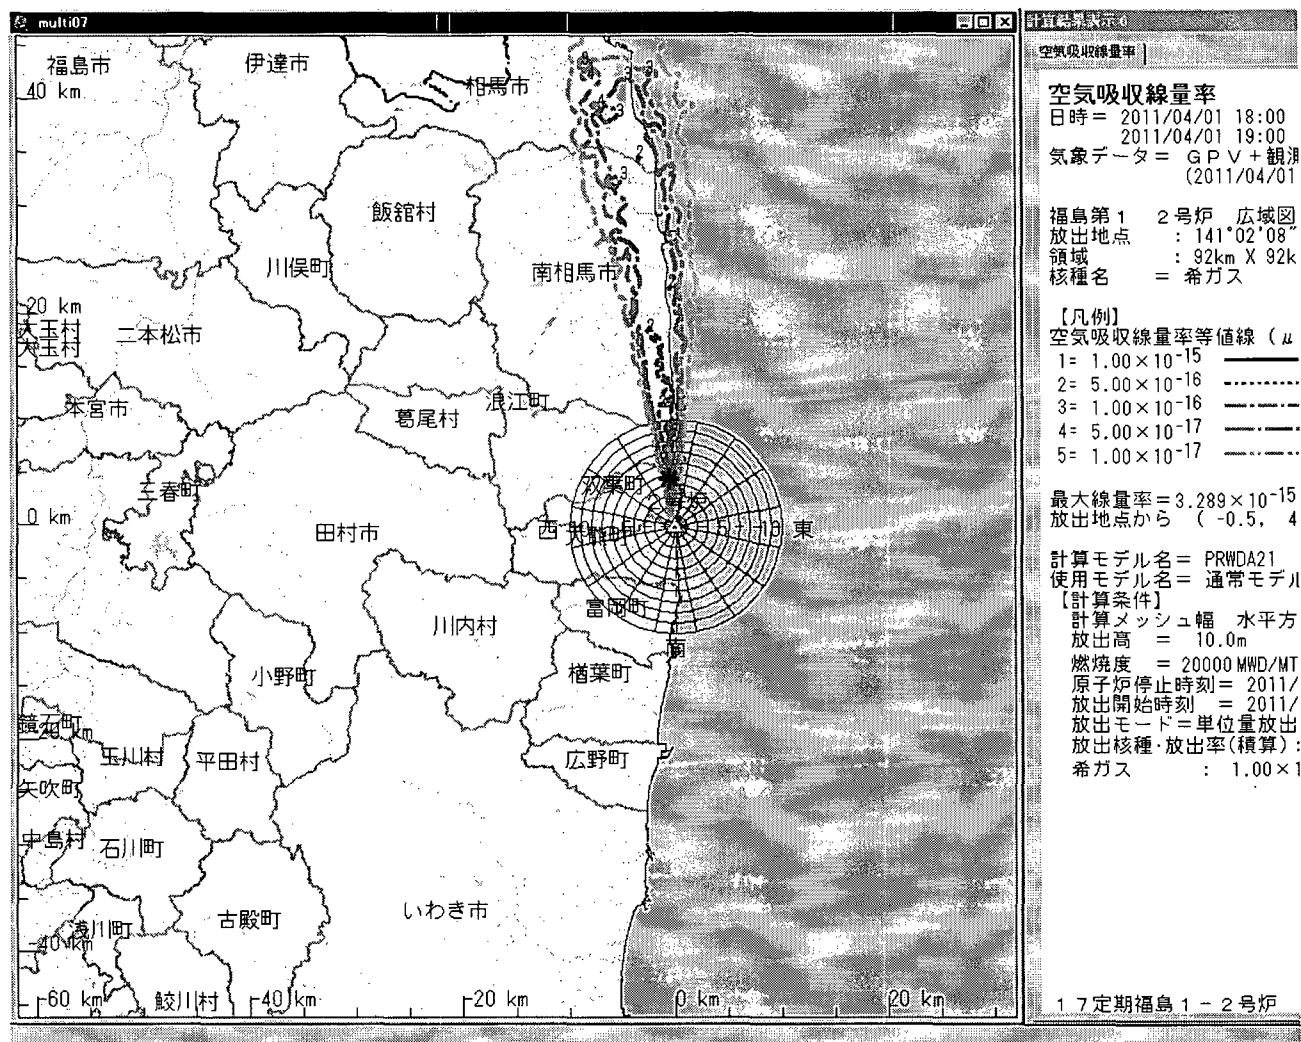 multi07
福島市
伊達市
相馬市
40 km
飯舘村
川俣町
南相馬市
20 km
大玉村
大玉村
二本松市
本宮市
葛尾村
浪江町
三春町
双葉町
0 km
田村市
西
東
富岡町
川内村
南
小野町
楢葉町
鏡石町
玉川村
平田村
広野町
矢吹町
中島村
石川町
古殿町
いわき市
浅川町
-40 km
鮫川村
-60 km
-40 km
-20 km
0 km
20 km
計算結果表示6
空気吸収線量率
空気吸収線量率
日時= 2011/04/01 18:00
2011/04/01 19:00
気象データ= GPV+観測
(2011/04/01
福島第1 2号炉 広域図
放出地点 : 141°02'08"
領域 : 92km X 92k
核種名 = 希ガス
【凡例】
空気吸収線量率等値線 (μ
1= 1.00×10-15
2= 5.00×10-16
3= 1.00×10-16
4= 5.00×10-17
5= 1.00×10-17
最大線量率=3.289×10-15
放出地点から ( -0.5, 4
計算モデル名= PRWDA21
使用モデル名= 通常モデル
【計算条件】
計算メッシュ幅 水平方
放出高 = 10.0m
燃焼度 = 20000MWD/MT
原子炉停止時刻= 2011/
放出開始時刻 = 2011/
放出モード=単位量放出
放出核種・放出率(積算):
希ガス : 1.00×1
17定期福島1-2号炉